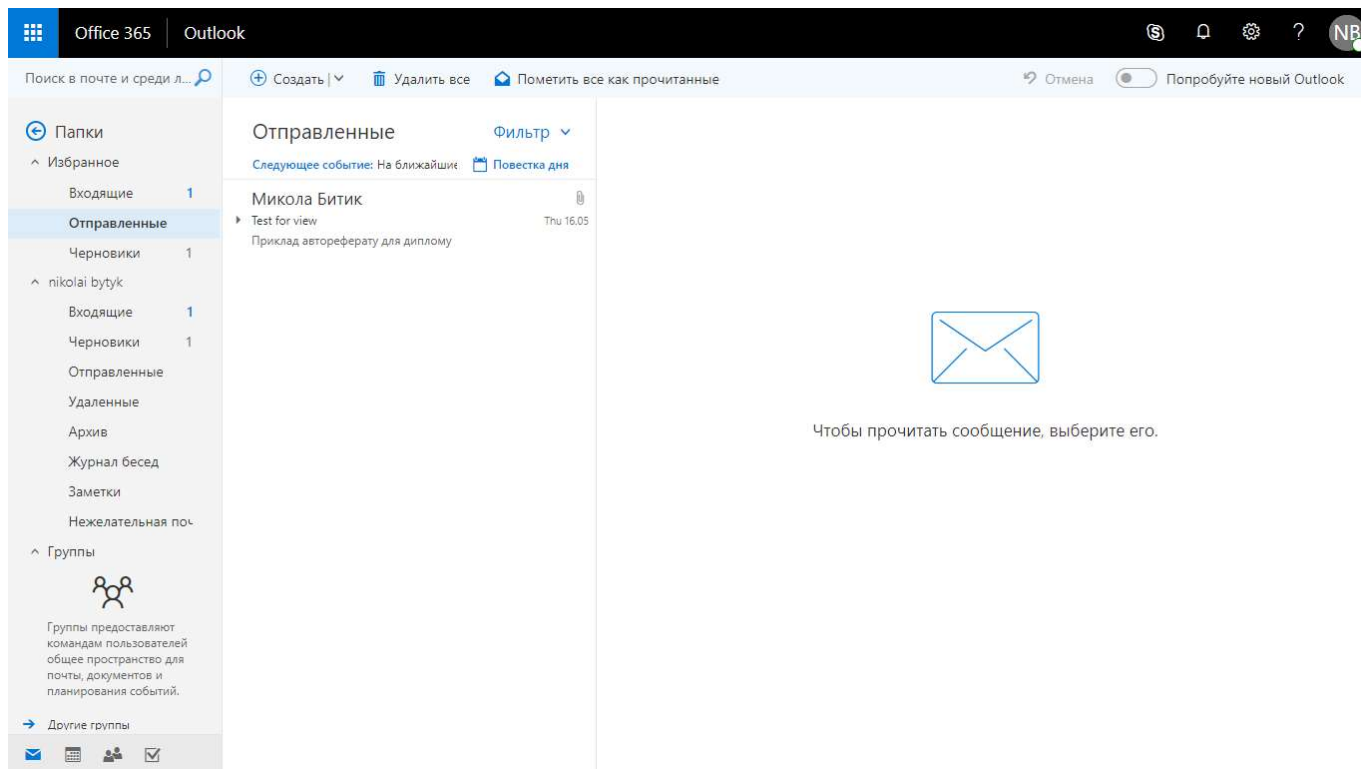 Office 365 Outlook
? NB
Поиск в почте и среди л...
Создать Удалить все Пометить все как прочитанные Отмена Попробуйте новый Outlook
Папки
Избранное
Входящие 1
Отправленные
Черновики 1
nikolai bytyk
Входящие 1
Черновики 1
Отправленные
Удаленные
Архив
Журнал бесед
Заметки
Нежелательная поч
Группы
Группы предоставляют
командам пользователей
общее пространство для
почты, документов и
планирования событий.
Другие группы
Отправленные Фильтр
Следующее событие: На ближайшие Повестка дня
Микола Битик
Test for view Thu 16.05
Приклад автореферату для диплому
Чтобы прочитать сообщение, выберите его.